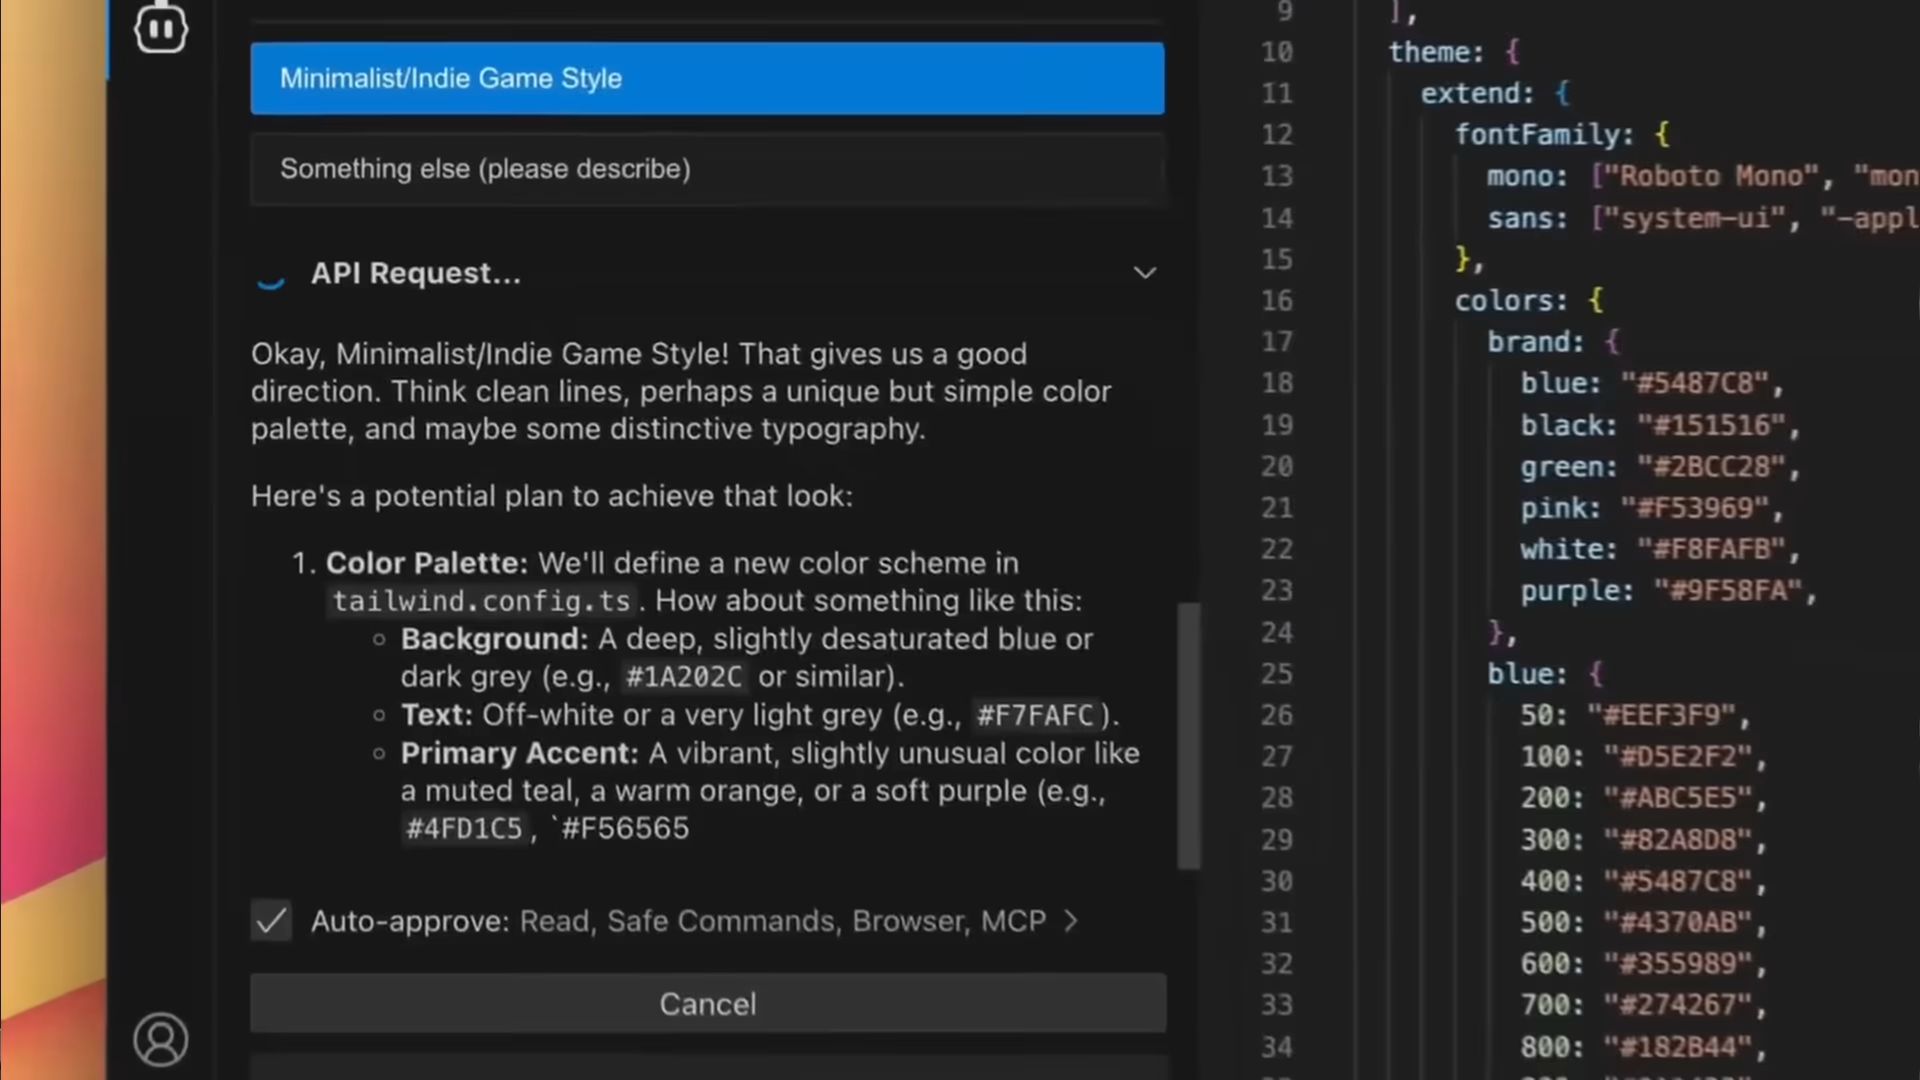 Minimalist/Indie Game Style
Something else (please describe)
API Request...
Okay, Minimalist/Indie Game Style! That gives us a good
direction. Think clean lines, perhaps a unique but simple color
palette, and maybe some distinctive typography.
Here's a potential plan to achieve that look:
1. Color Palette: We'll define a new color scheme in
tailwind.config.ts. How about something like this:
Background: A deep, slightly desaturated blue or
dark grey (e.g., #1A202C or similar).
Text: Off-white or a very light grey (e.g., #F7FAFC).
Primary Accent: A vibrant, slightly unusual color like
a muted teal, a warm orange, or a soft purple (e.g.,
#4FD1C5, `#F56565
Auto-approve: Read, Safe Commands, Browser, MCP >
Cancel
9 ],
10 theme: {
11 extend: {
12 fontFamily: {
13 mono: ["Roboto Mono", "mon
14 sans: ["system-ui", "-appl
15 },
16 colors: {
17 brand: {
18 blue: "#5487C8",
19 black: "#151516",
20 green: "#2BCC28",
21 pink: "#F53969",
22 white: "#F8FAFB",
23 purple: "#9F58FA",
24 },
25 blue: {
26 50: "#EEF3F9",
27 100: "#D5E2F2",
28 200: "#ABC5E5",
29 300: "#82A8D8",
30 400: "#5487C8",
31 500: "#4370AB",
32 600: "#355989",
33 700: "#274267",
34 800: "#182B44",